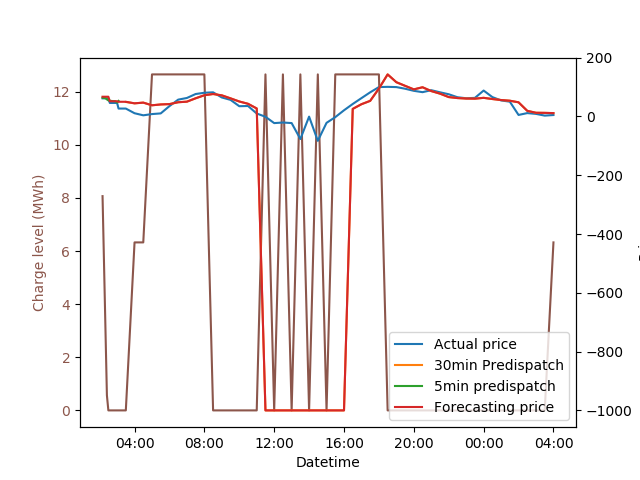 12
10
8
6
4
2
0
Charge level (MWh)
200
0
−200
−400
−600
−800
−1000
Actual price
30min Predispatch
5min predispatch
Forecasting price
04:00 08:00 12:00 16:00 20:00 00:00 04:00
Datetime